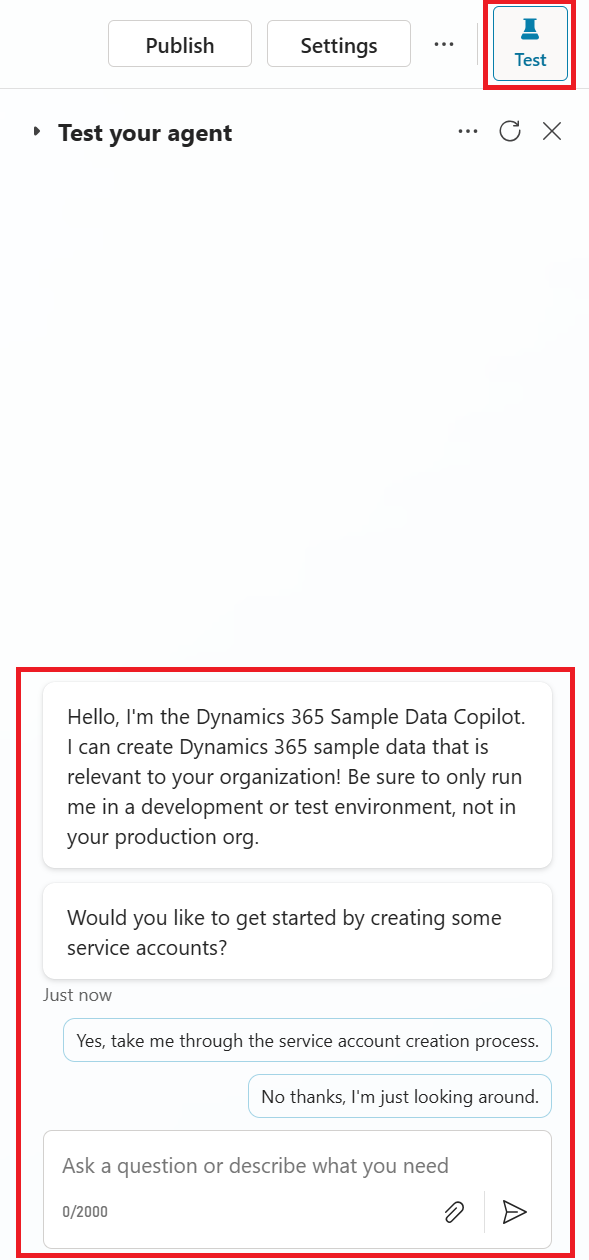 Publish
Settings
Test
Test your agent
Hello, I'm the Dynamics 365 Sample Data Copilot.
I can create Dynamics 365 sample data that is
relevant to your organization! Be sure to only run
me in a development or test environment, not in
your production org.
Would you like to get started by creating some
service accounts?
Just now
Yes, take me through the service account creation process.
No thanks, I'm just looking around.
Ask a question or describe what you need
0/2000